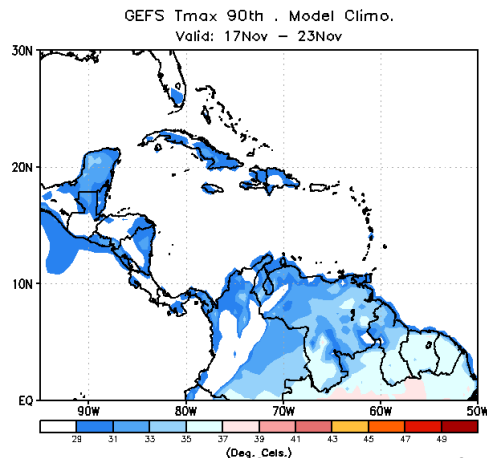 GEFS Tmax 90th . Model Climo.
Valid: 17Nov – 23Nov
30N
20N
10N
EQ
90W 80W 70W 60W 50W
29 31 33 35 37 39 41 43 45 47 49
(Deg. Cels.)